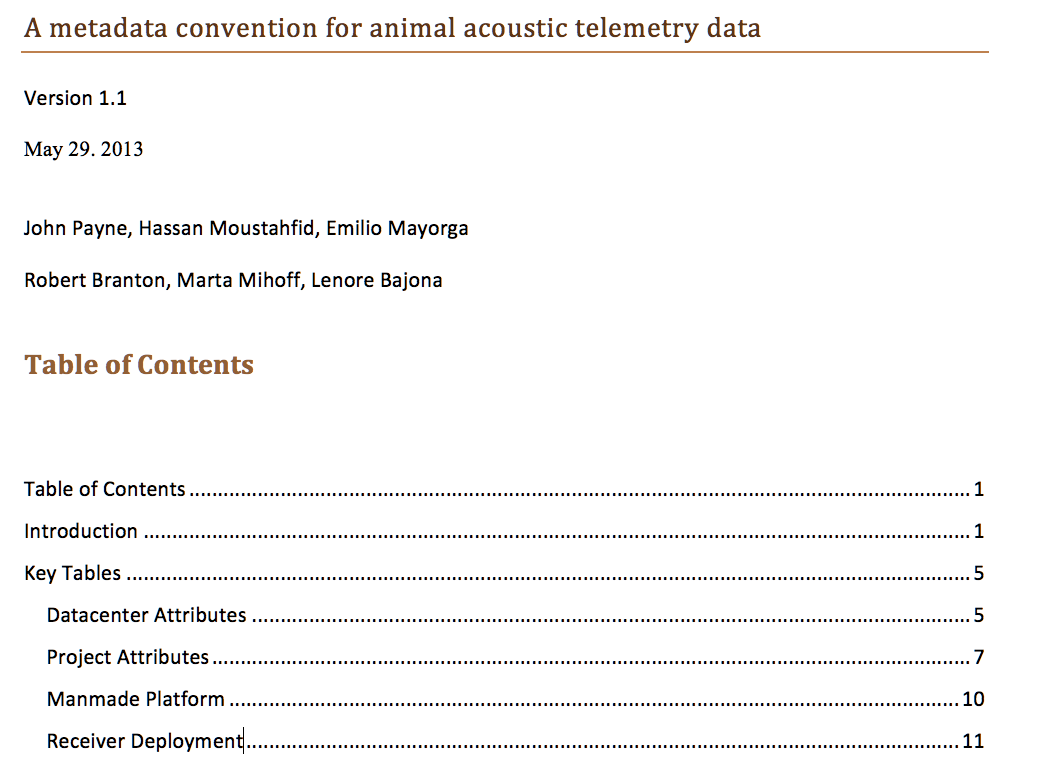 A metadata convention for animal acoustic telemetry data
Version 1.1
May 29. 2013
John Payne, Hassan Moustahfid, Emilio Mayorga
Robert Branton, Marta Mihoff, Lenore Bajona
Table of Contents
Table of Contents ........................................................................ 1
Introduction ........................................................................ 1
Key Tables ........................................................................ 5
Datacenter Attributes ........................................................................ 5
Project Attributes ........................................................................ 7
Manmade Platform ........................................................................ 10
Receiver Deployment ........................................................................ 11